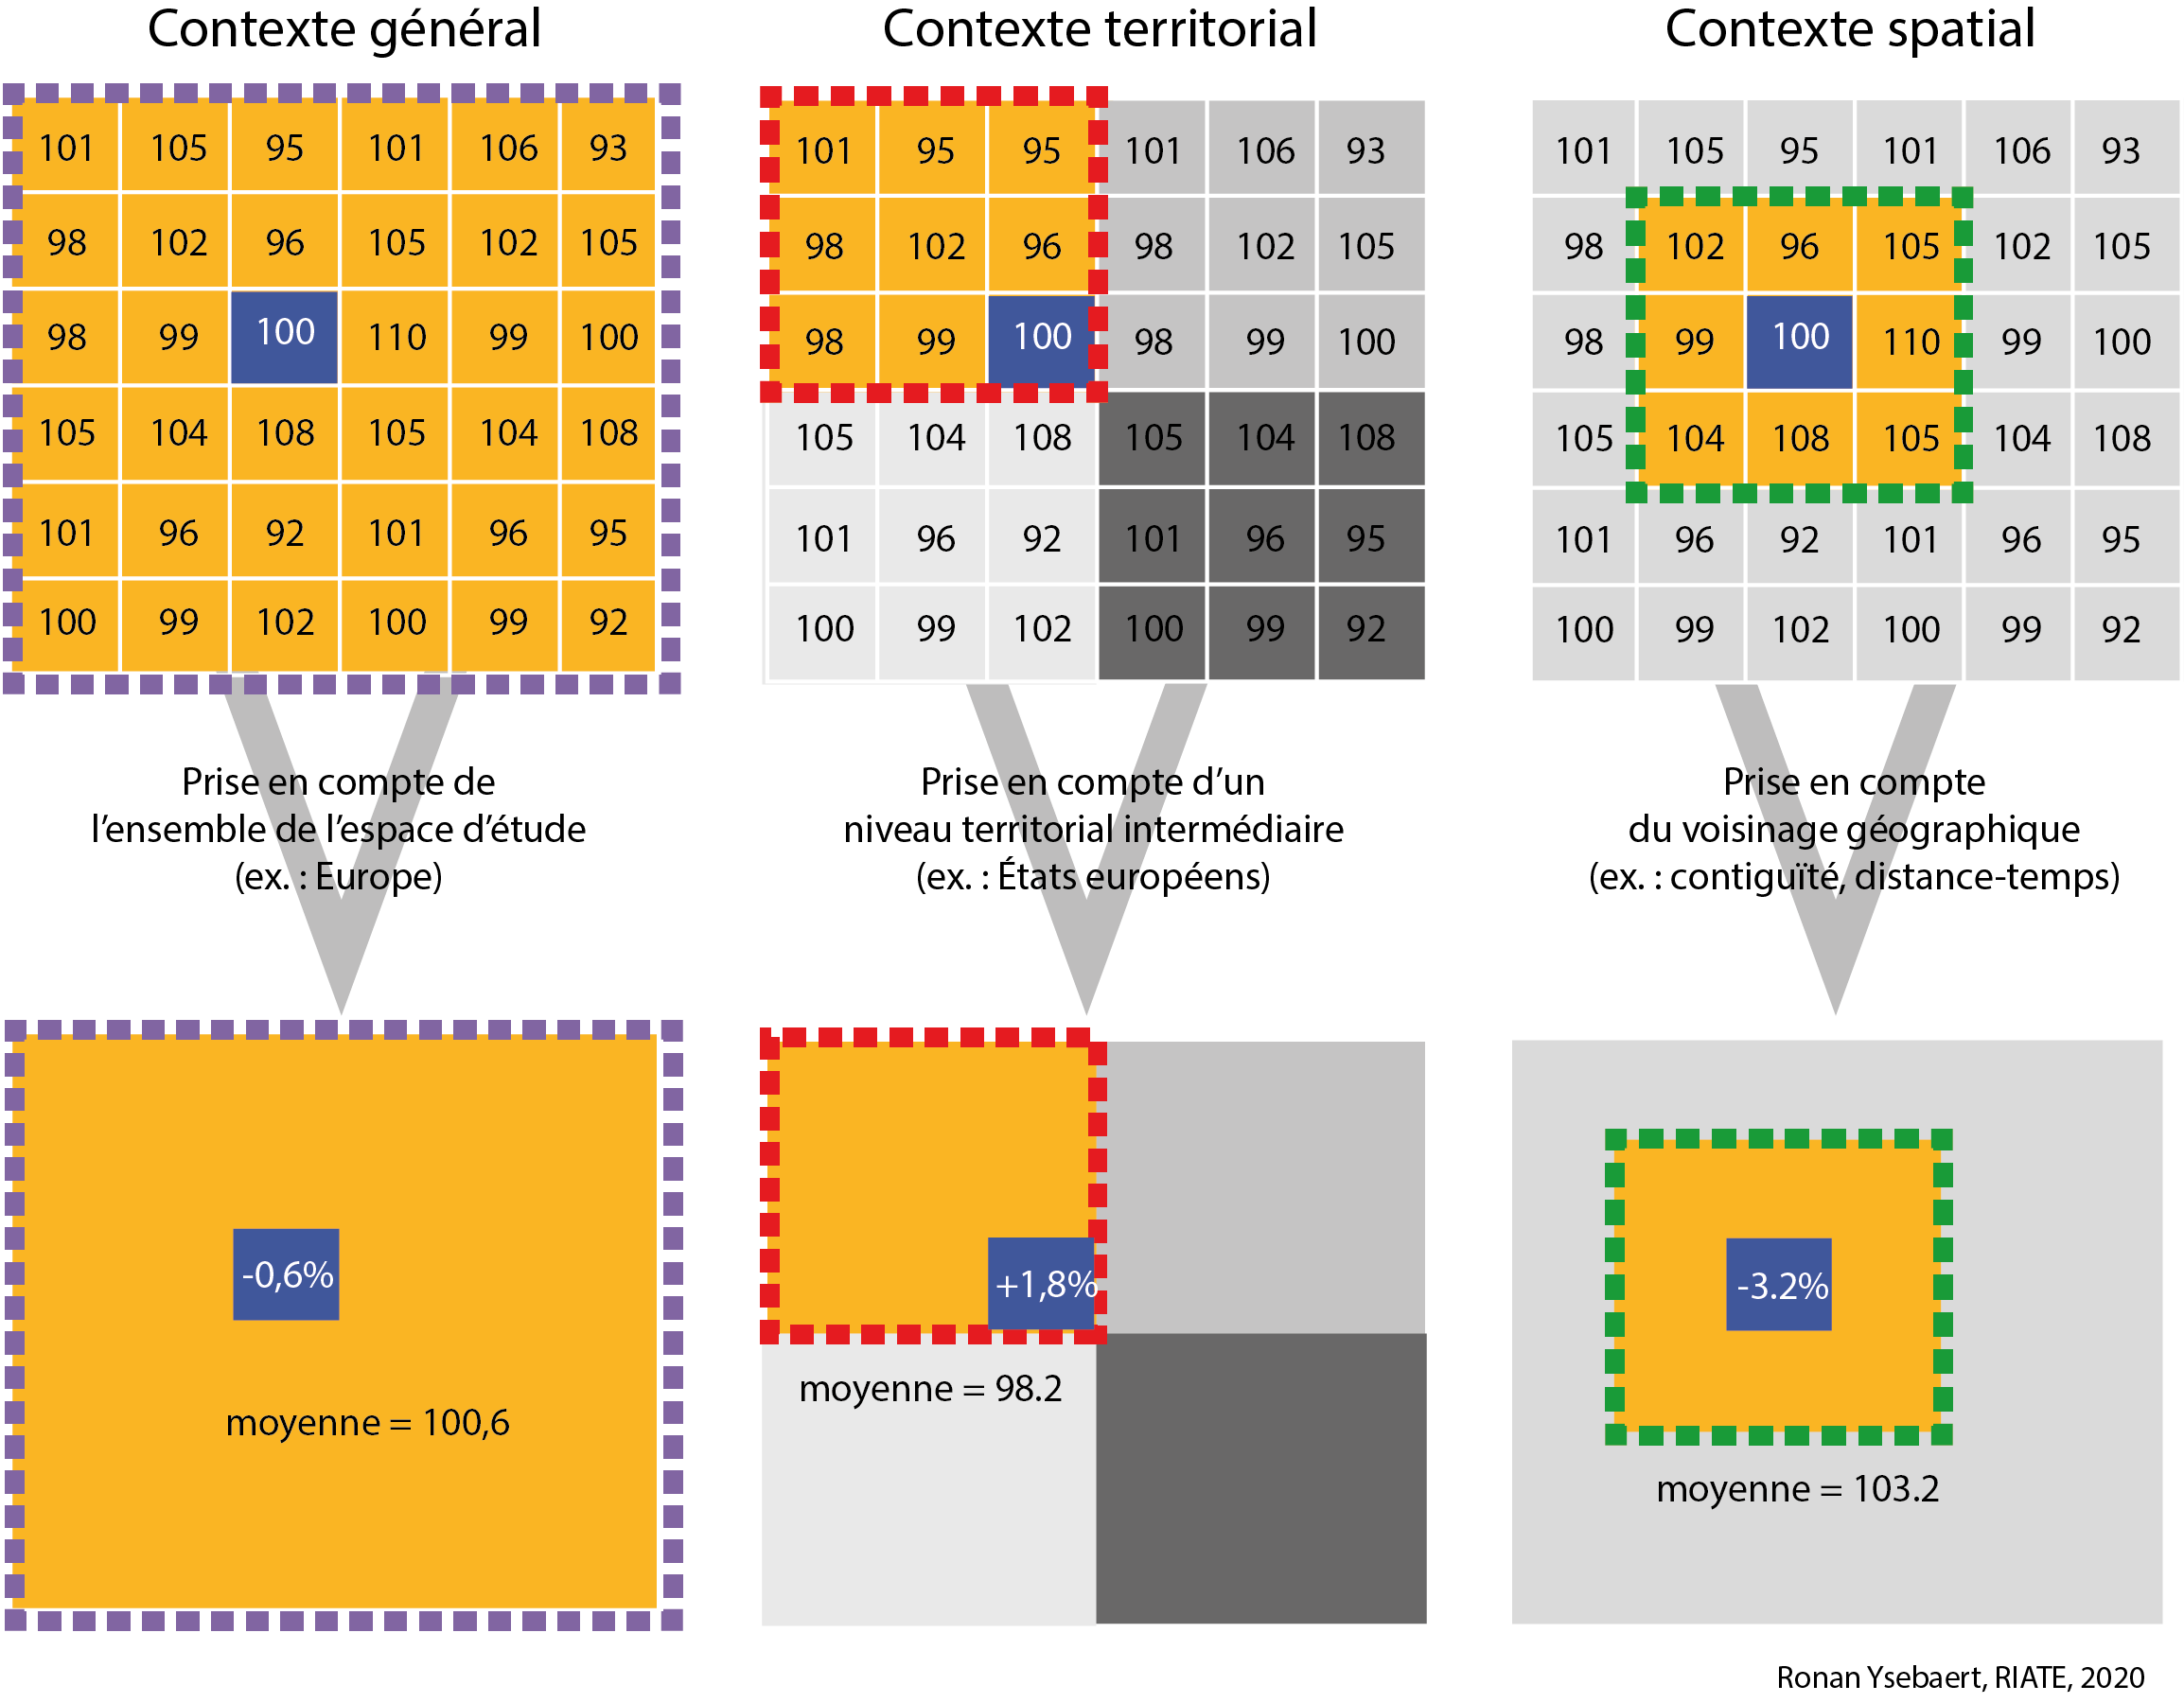 Contexte général
101 105 95 101 106 93
98 102 96 105 102 105
98 99 100 110 99 100
105 104 108 105 104 108
101 96 92 101 96 95
100 99 102 100 99 92
Prise en compte de
l’ensemble de l’espace d’étude
(ex. : Europe)
-0,6%
moyenne = 100,6
Contexte territorial
101 95 95 101 106 93
98 102 96 98 102 105
98 99 100 98 99 100
105 104 108 105 104 108
101 96 92 101 96 95
100 99 102 100 99 92
Prise en compte d’un
niveau territorial intermédiaire
(ex. : États européens)
+1,8%
moyenne = 98.2
Contexte spatial
101 105 95 101 106 93
98 102 96 105 102 105
98 99 100 110 99 100
105 104 108 105 104 108
101 96 92 101 96 95
100 99 102 100 99 92
Prise en compte
du voisinage géographique
(ex. : contiguïté, distance-temps)
-3.2%
moyenne = 103.2
Ronan Ysebaert, RIATE, 2020